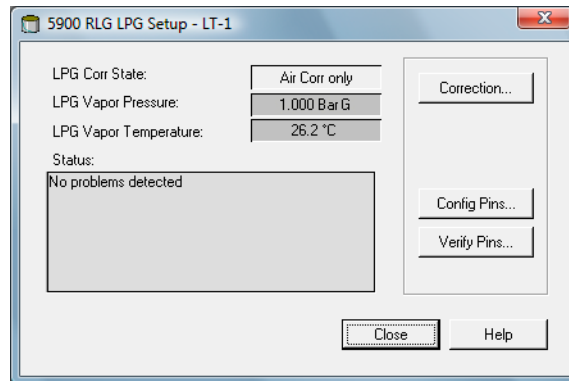 5900 RLG LPG Setup - LT-1
LPG Corr State: Air Corr only
LPG Vapor Pressure: 1.000 Bar G
LPG Vapor Temperature: 26.2 °C
Status:
No problems detected
Correction...
Config Pins...
Verify Pins...
Close Help